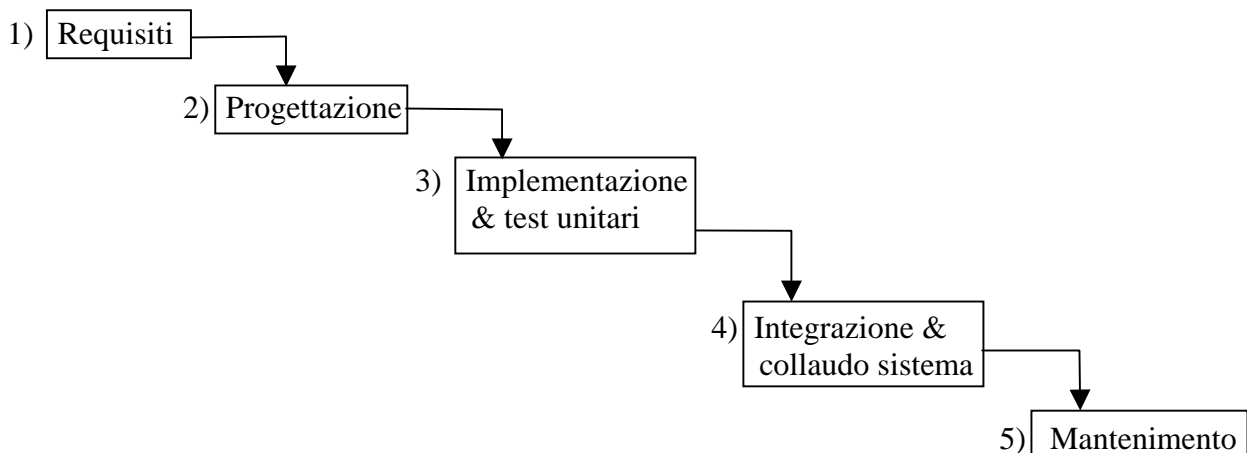 1) Requisiti
2) Progettazione
3) Implementazione
& test unitari
4) Integrazione &
collaudo sistema
5) Mantenimento